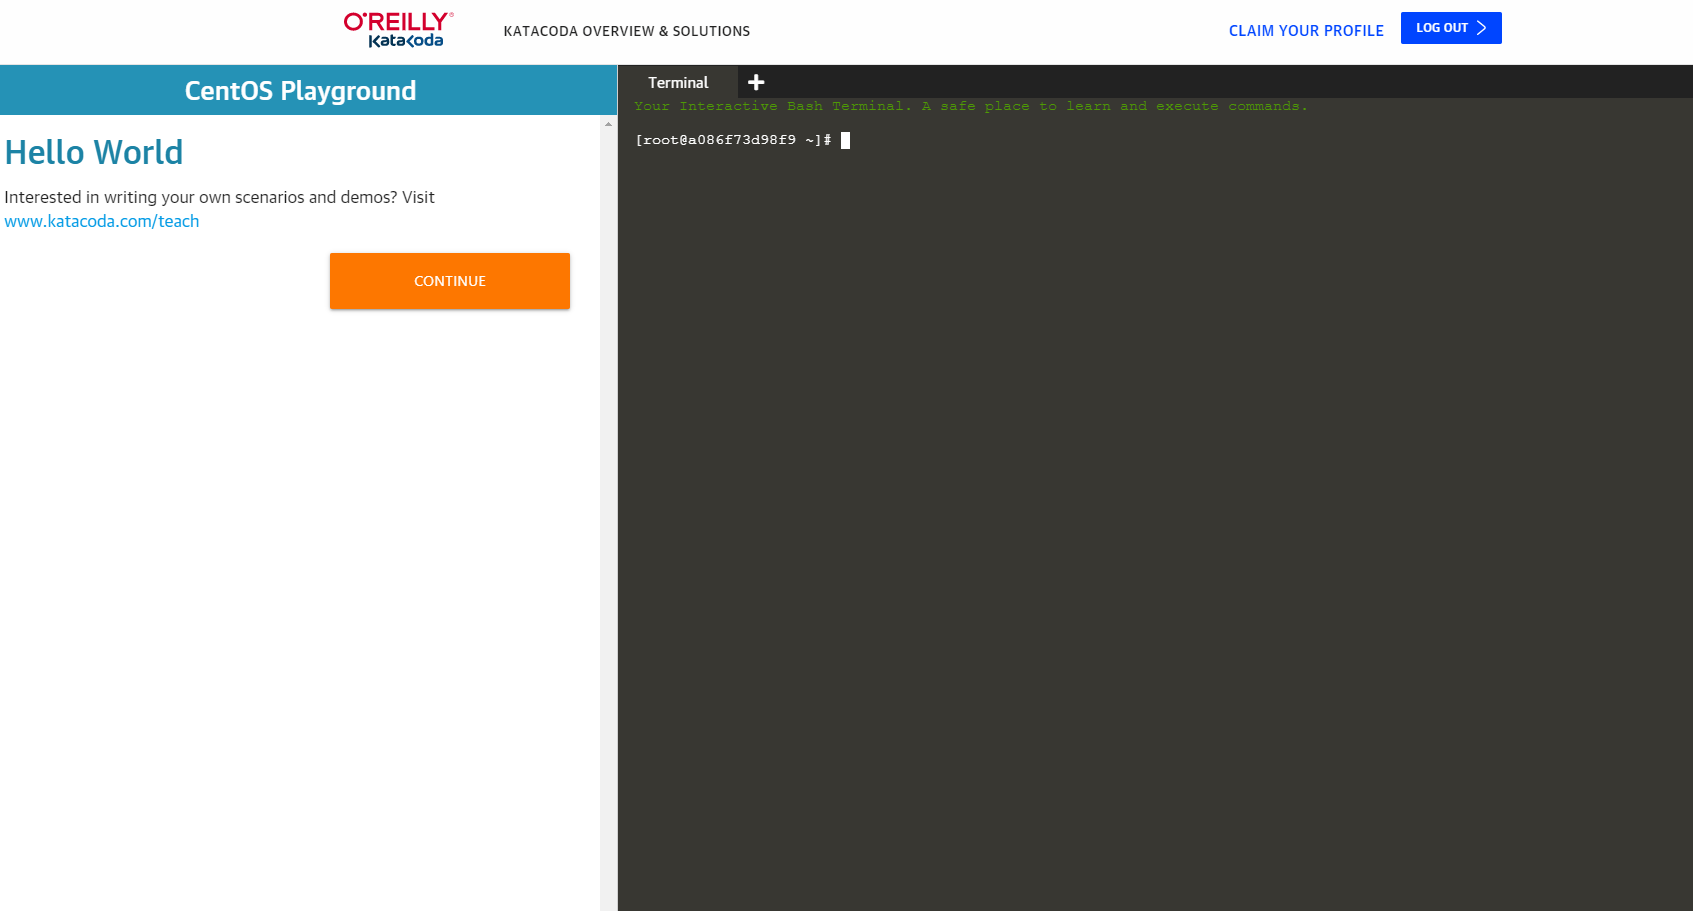 O'REILLY®
KataKoda
KATACODA OVERVIEW & SOLUTIONS
CLAIM YOUR PROFILE
LOG OUT
CentOS Playground
Hello World
Interested in writing your own scenarios and demos? Visit
www.katacoda.com/teach
CONTINUE
Terminal
Your Interactive Bash Terminal. A safe place to learn and execute commands.
[root@a086f73d98f9 ~]#